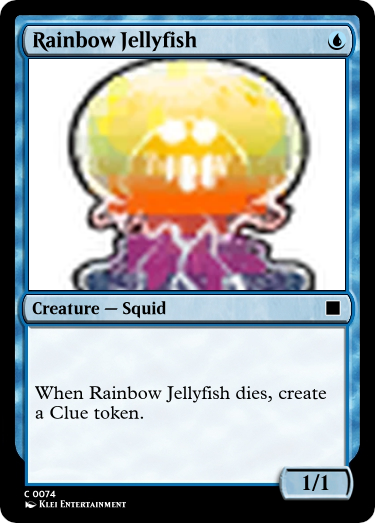 Rainbow Jellyfish
Creature — Squid
When Rainbow Jellyfish dies, create
a Clue token.
1/1
C 0074
Klei Entertainment